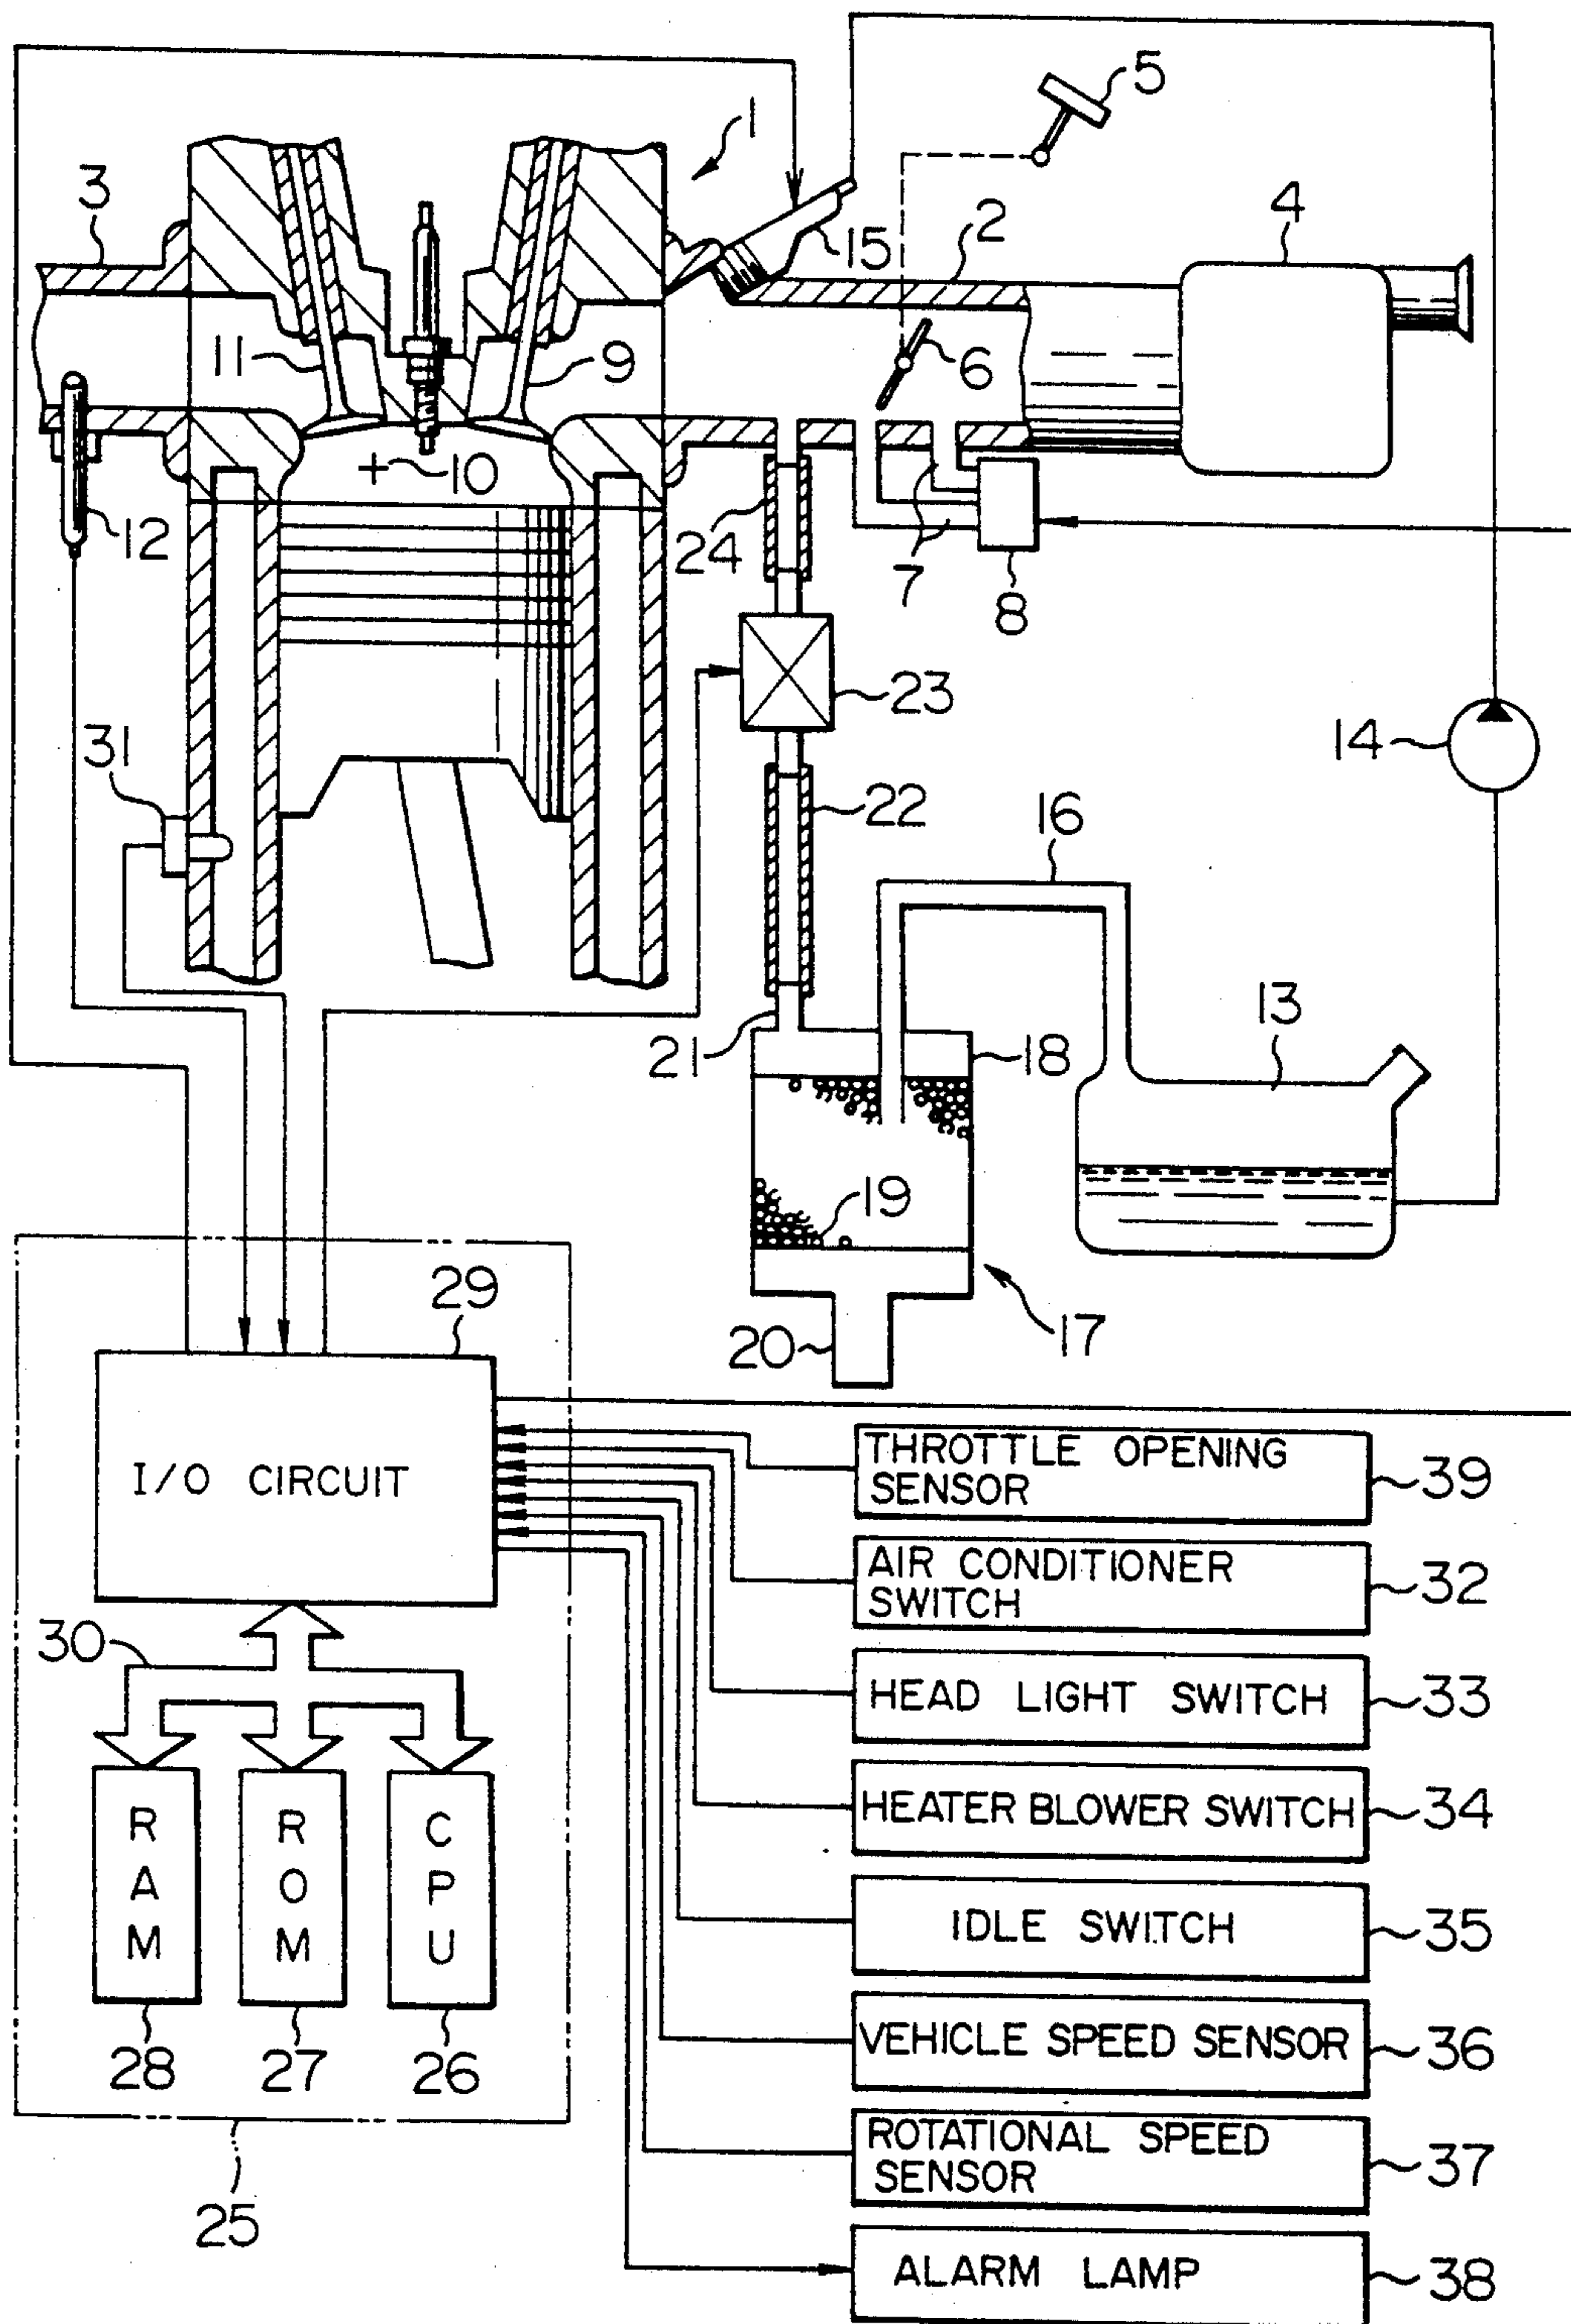 1
5
3
2
4
15
11
9
6
10
12
24
7
8
23
14
31
22
16
13
21
18
19
29
20
17
I/O CIRCUIT
THROTTLE OPENING
SENSOR
39
AIR CONDITIONER
SWITCH
32
30
HEAD LIGHT SWITCH
33
HEATER BLOWER SWITCH
34
RAM
ROM
CPU
IDLE SWITCH
35
28
27
26
VEHICLE SPEED SENSOR
36
ROTATIONAL SPEED
SENSOR
37
25
ALARM LAMP
38